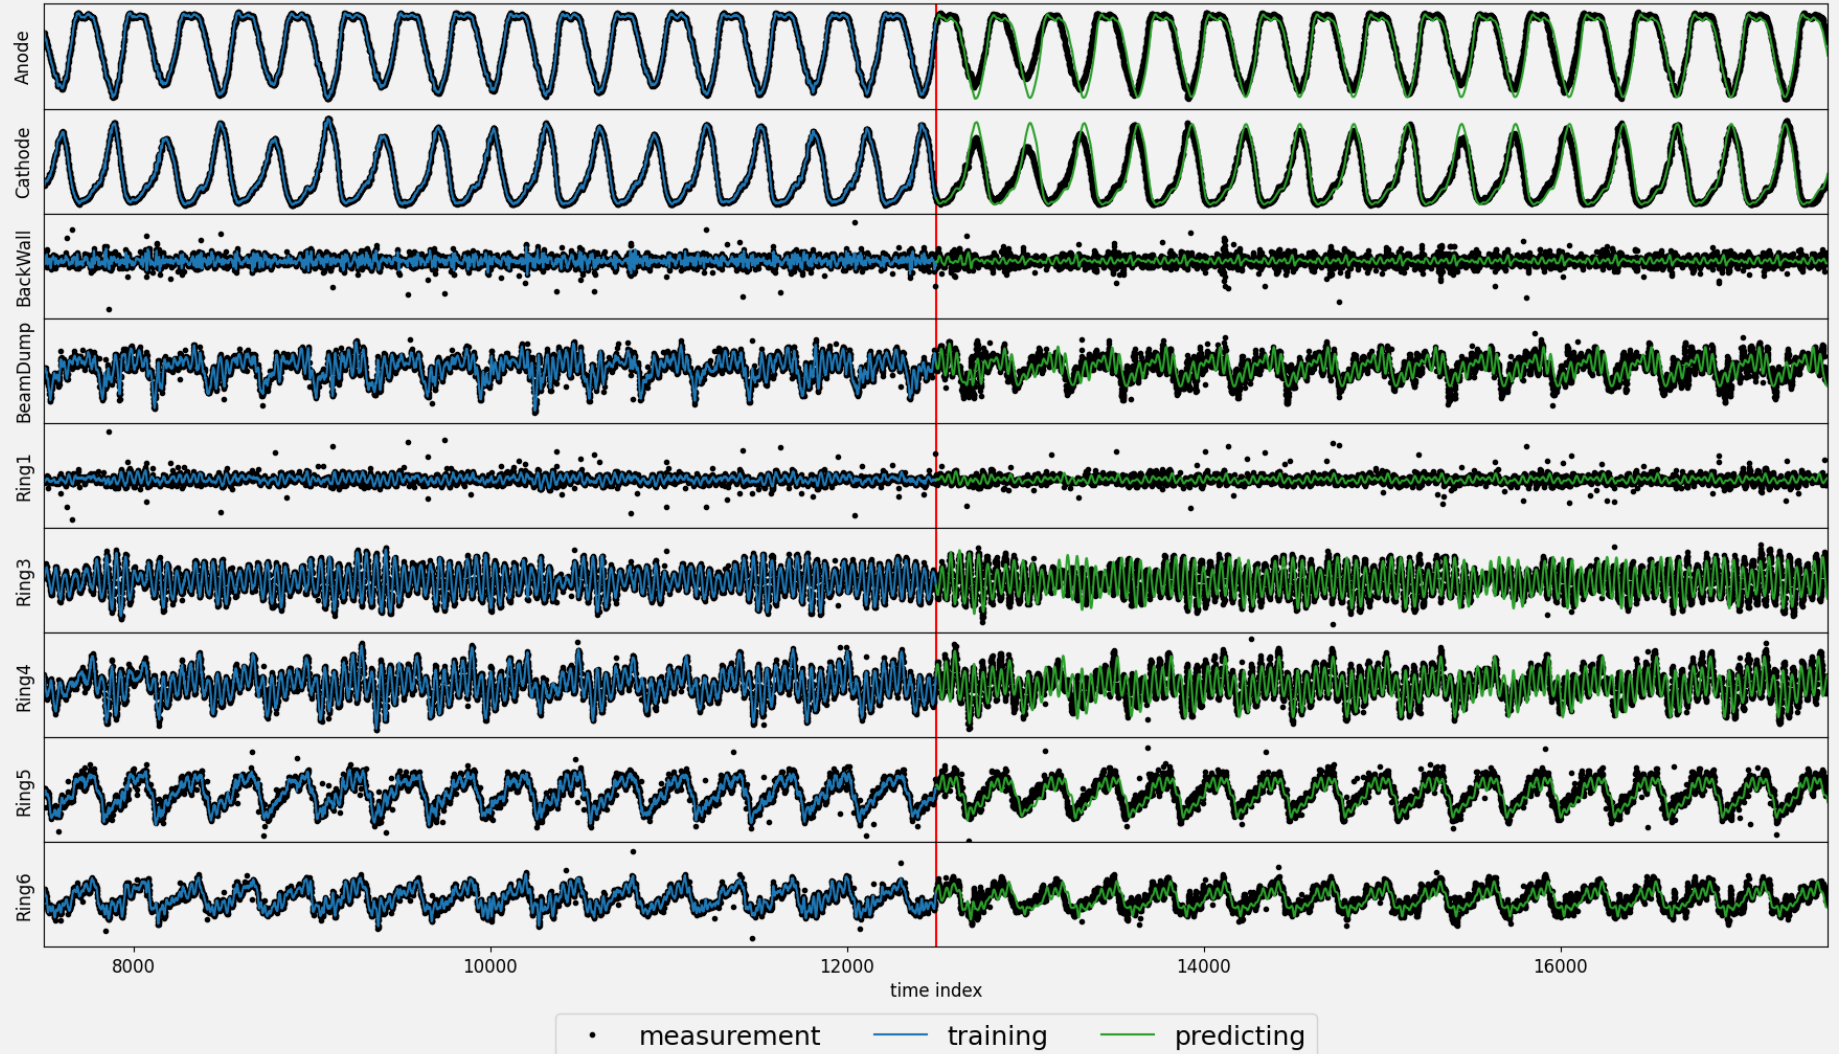 Anode
Cathode
BackWall
BeamDump
Ring1
Ring3
Ring4
Ring5
Ring6
8000 10000 12000 14000 16000
time index
measurement training predicting